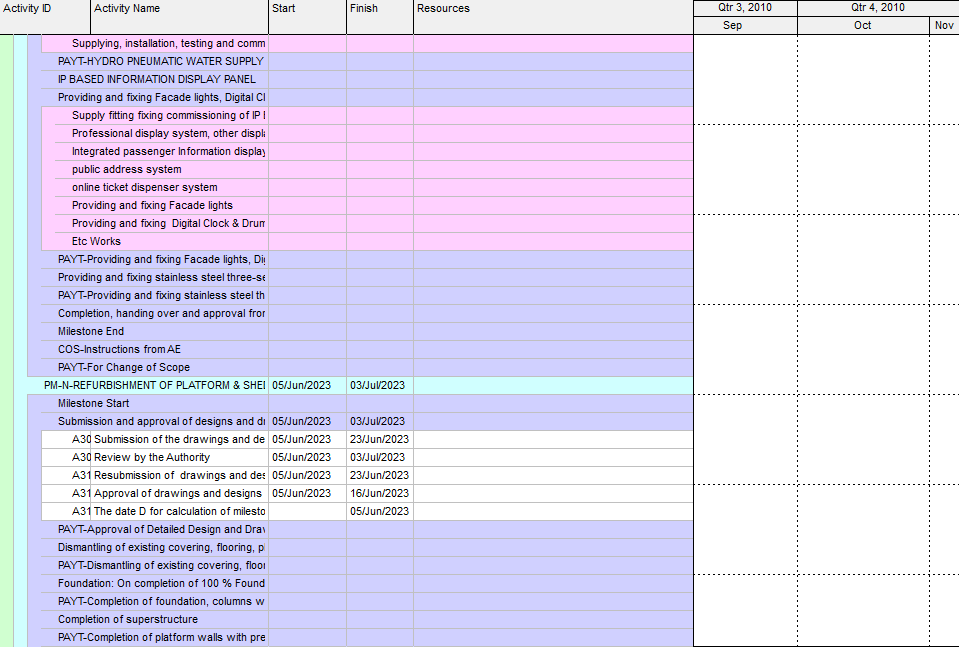 Activity ID Activity Name Start Finish Resources Qtr 3, 2010 Qtr 4, 2010
Sep Oct Nov
Supplying, installation, testing and comm
PAYT-HYDRO PNEUMATIC WATER SUPPLY
IP BASED INFORMATION DISPLAY PANEL
Providing and fixing Facade lights, Digital Cl
Supply fitting fixing commissioning of IP
Professional display system, other displ
Integrated passenger Information display
public address system
online ticket dispenser system
Providing and fixing Facade lights
Providing and fixing Digital Clock & Drum
Etc Works
PAYT-Providing and fixing Facade lights, Di
Providing and fixing stainless steel three-se
PAYT-Providing and fixing stainless steel th
Completion, handing over and approval from
Milestone End
COS-Instructions from AE
PAYT-For Change of Scope
PM-N-REFURBISHMENT OF PLATFORM & SHE 05/Jun/2023 03/Jul/2023
Milestone Start
Submission and approval of designs and dr 05/Jun/2023 03/Jul/2023
A30 Submission of the drawings and de 05/Jun/2023 23/Jun/2023
A30 Review by the Authority 05/Jun/2023 03/Jul/2023
A31 Resubmission of drawings and des 05/Jun/2023 23/Jun/2023
A31 Approval of drawings and designs 05/Jun/2023 16/Jun/2023
A31 The date D for calculation of milesto 05/Jun/2023
PAYT-Approval of Detailed Design and Draw
Dismantling of existing covering, flooring, pl
PAYT-Dismantling of existing covering, floor
Foundation: On completion of 100 % Found
PAYT-Completion of foundation, columns w
Completion of superstructure
PAYT-Completion of platform walls with pre